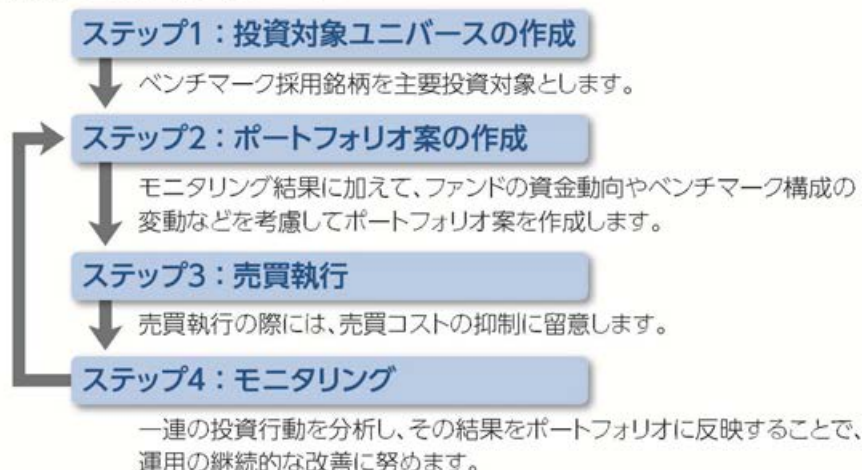 ステップ1：投資対象ユニバースの作成
ベンチマーク採用銘柄を主要投資対象とします。
ステップ2：ポートフォリオ案の作成
モニタリング結果に加えて、ファンドの資金動向やベンチマーク構成の
変動などを考慮してポートフォリオ案を作成します。
ステップ3：売買執行
売買執行の際には、売買コストの抑制に留意します。
ステップ4：モニタリング
一連の投資行動を分析し、その結果をポートフォリオに反映することで、
運用の継続的な改善に努めます。